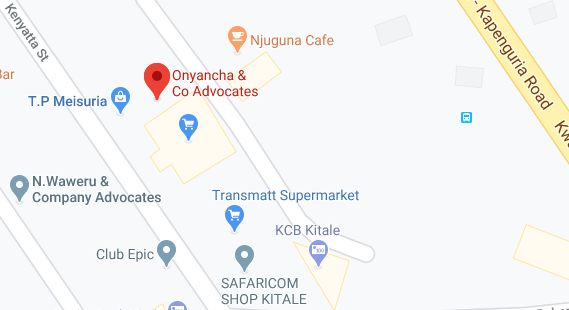 Kenyatta St
Njuguna Cafe
- Kapenguria Road
Kw
Bar
Onyancha &
Co Advocates
T.P Meisuria
N.Waweru &
Company Advocates
Transmatt Supermarket
KCB Kitale
Club Epic
SAFARICOM
SHOP KITALE